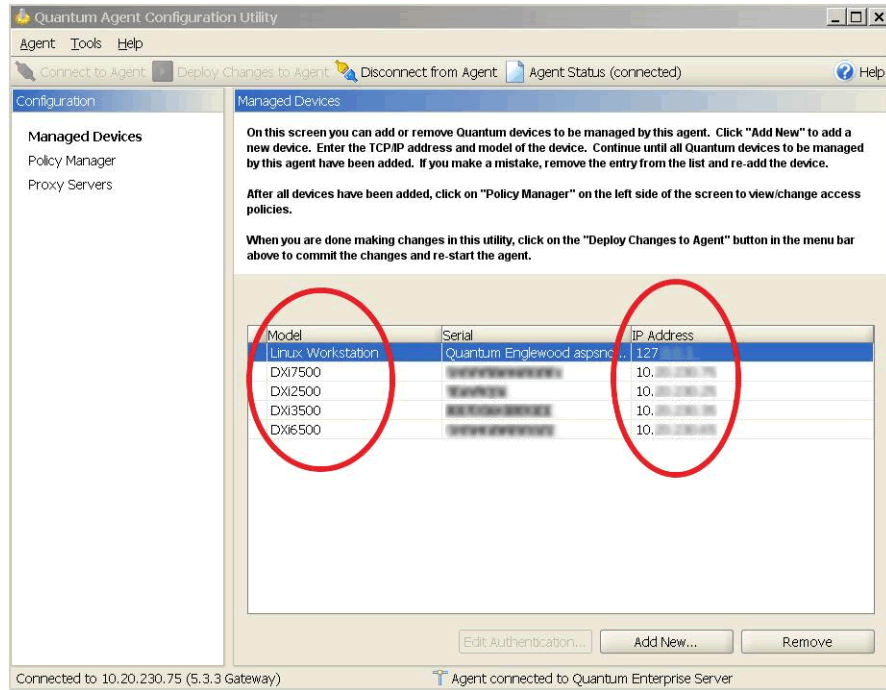 Quantum Agent Configuration Utility
Agent Tools Help
Connect to Agent Deploy Changes to Agent Disconnect from Agent Agent Status (connected) Help
Configuration
Managed Devices
Policy Manager
Proxy Servers
Managed Devices
On this screen you can add or remove Quantum devices to be managed by this agent. Click "Add New" to add a
new device. Enter the TCP/IP address and model of the device. Continue until all Quantum devices to be managed
by this agent have been added. If you make a mistake, remove the entry from the list and re-add the device.
After all devices have been added, click on "Policy Manager" on the left side of the screen to view/change access
policies.
When you are done making changes in this utility, click on the "Deploy Changes to Agent" button in the menu bar
above to commit the changes and re-start the agent.
Model Serial IP Address
Linux Workstation Quantum Englewood aspsnc... 127
DXi7500 10.
DXi2500 10.
DXi3500 10.
DXi6500 10.
Edit Authentication... Add New... Remove
Connected to 10.20.230.75 (5.3.3 Gateway) Agent connected to Quantum Enterprise Server